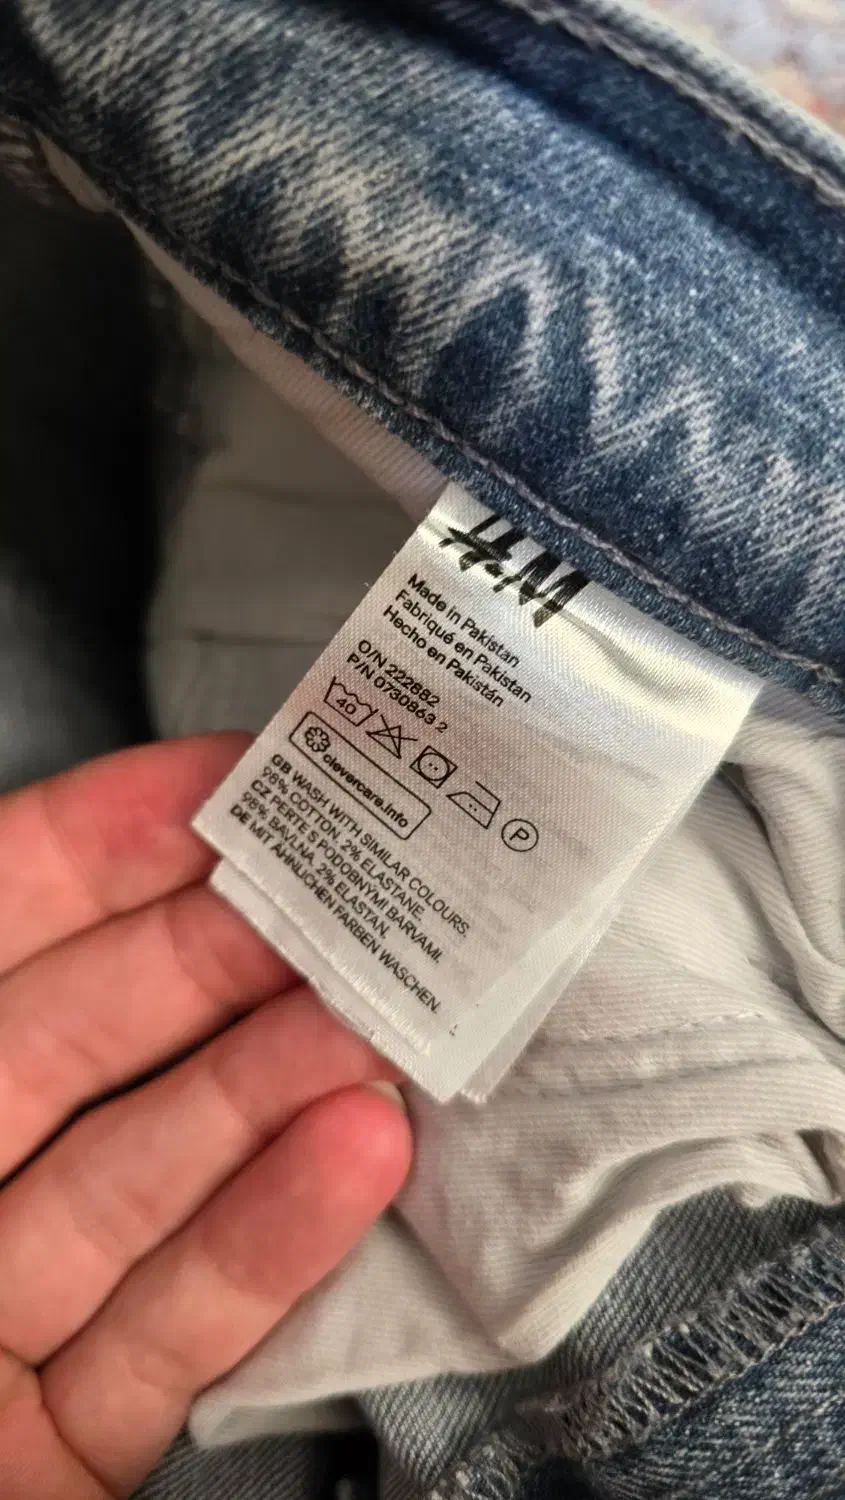 H&M
Made in Pakistan
Fabriqué en Pakistan
Hecho en Pakistán
O/N 222882
P/N 0730863 2
40
P
clevercare.info
GB WASH WITH SIMILAR COLOURS.
98% COTTON, 2% ELASTANE.
CZ PERTE S PODOBNÝMI BARVAMI.
98% BAVLNA, 2% ELASTAN.
DE MIT ÄHNLICHEN FARBEN WASCHEN.